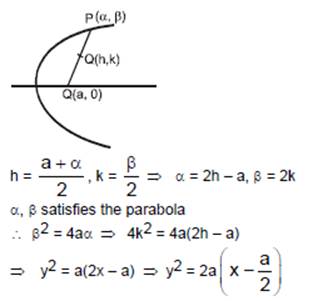 P(α, β)
Q(h,k)
Q(a, 0)
h = (a + α)/2 , k = β/2 ⇒ α = 2h – a, β = 2k
α, β satisfies the parabola
∴ β² = 4aα ⇒ 4k² = 4a(2h – a)
⇒ y² = a(2x – a) ⇒ y² = 2a(x – a/2)